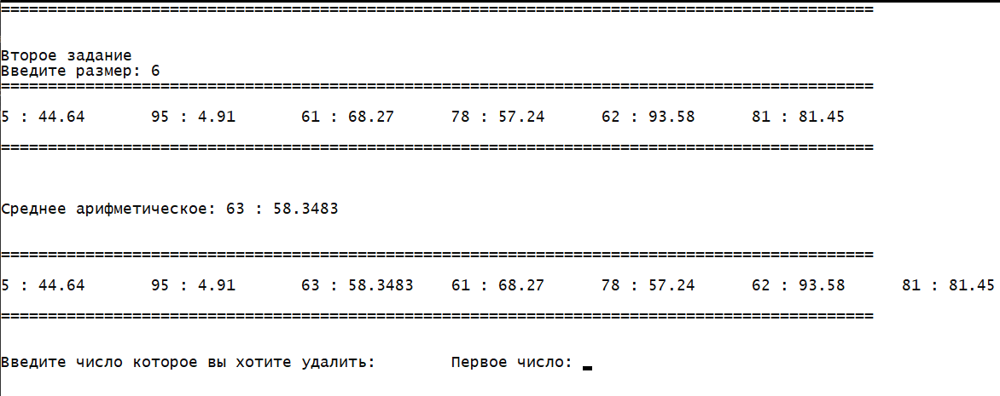 =============================================================================================
Второе задание
Введите размер: 6
=============================================================================================
5 : 44.64       95 : 4.91       61 : 68.27      78 : 57.24      62 : 93.58      81 : 81.45
=============================================================================================
Среднее арифметическое: 63 : 58.3483
=============================================================================================
5 : 44.64       95 : 4.91       63 : 58.3483    61 : 68.27      78 : 57.24      62 : 93.58      81 : 81.45
=============================================================================================
Введите число которое вы хотите удалить:        Первое число: